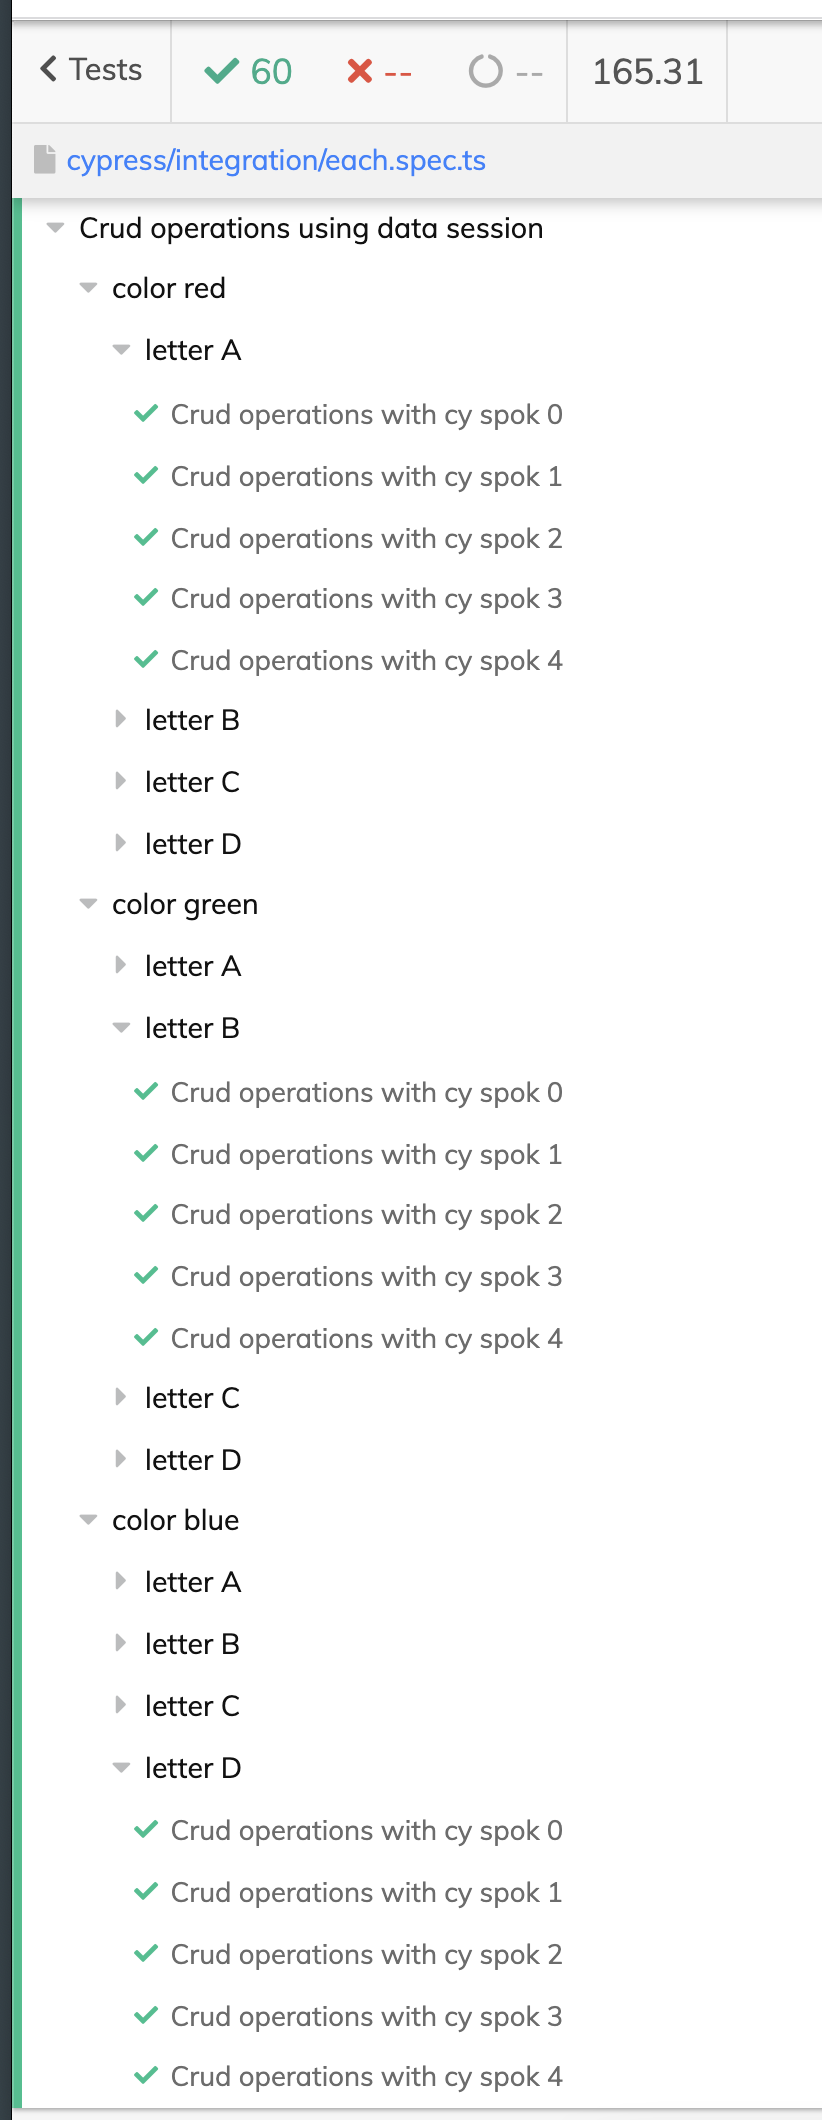 Tests 60 -- -- 165.31
cypress/integration/each.spec.ts
Crud operations using data session
color red
letter A
Crud operations with cy spok 0
Crud operations with cy spok 1
Crud operations with cy spok 2
Crud operations with cy spok 3
Crud operations with cy spok 4
letter B
letter C
letter D
color green
letter A
letter B
Crud operations with cy spok 0
Crud operations with cy spok 1
Crud operations with cy spok 2
Crud operations with cy spok 3
Crud operations with cy spok 4
letter C
letter D
color blue
letter A
letter B
letter C
letter D
Crud operations with cy spok 0
Crud operations with cy spok 1
Crud operations with cy spok 2
Crud operations with cy spok 3
Crud operations with cy spok 4